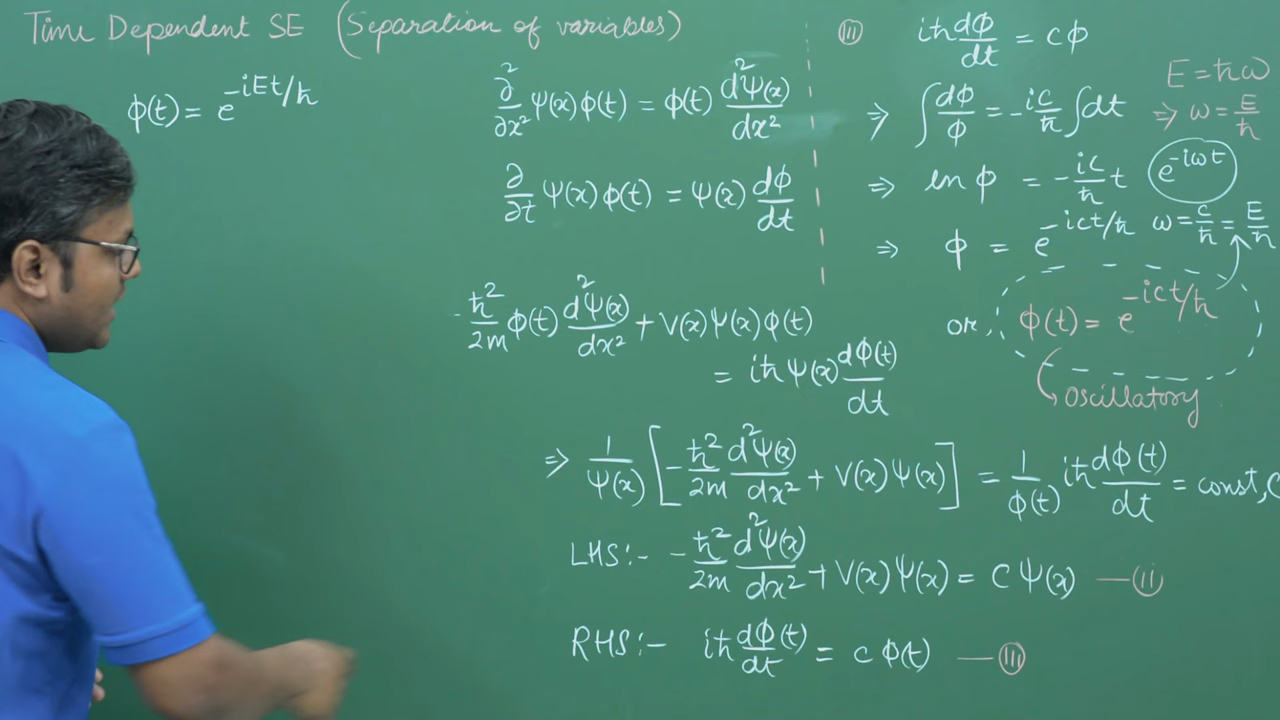 Time Dependent SE (Separation of variables)
ϕ(t) = e^{-iEt/ħ}
∂²/∂x² Ψ(x)ϕ(t) = ϕ(t) d²Ψ(x)/dx²
∂/∂t Ψ(x)ϕ(t) = Ψ(x) dϕ/dt
-ħ²/2m ϕ(t) d²Ψ(x)/dx² + V(x)Ψ(x)ϕ(t)
= iħ Ψ(x) dϕ(t)/dt
⇒ 1/Ψ(x) [-ħ²/2m d²Ψ(x)/dx² + V(x)Ψ(x)] = 1/ϕ(t) iħ dϕ(t)/dt = const, C
LHS:- -ħ²/2m d²Ψ(x)/dx² + V(x)Ψ(x) = CΨ(x) —(II)
RHS:- iħ dϕ(t)/dt = cϕ(t) —(III)
(III) iħ dϕ/dt = cϕ
E = ħω
⇒ ∫dϕ/ϕ = -i c/ħ ∫dt
⇒ ω = E/ħ
⇒ ln ϕ = -ic/ħ t
e^{-iωt}
⇒ ϕ = e^{-ict/ħ}
ω = c/ħ = E/ħ
or, ϕ(t) = e^{-ict/ħ}
Oscillatory